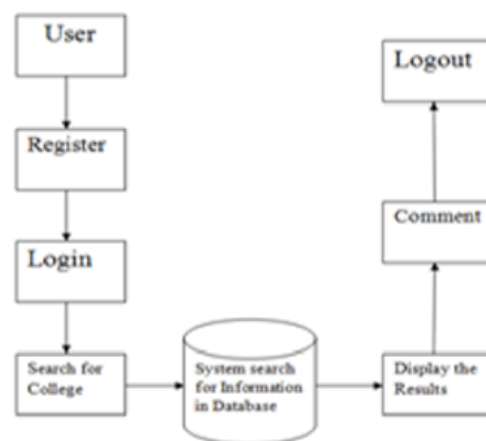 User
Register
Login
Search for
College
System search
for Information
in Database
Display the
Results
Comment
Logout